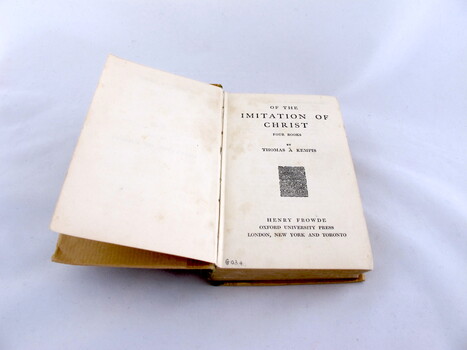 OF THE
IMITATION OF
CHRIST
FOUR BOOKS
BY
THOMAS À KEMPIS
HENRY FROWDE
OXFORD UNIVERSITY PRESS
LONDON, NEW YORK AND TORONTO